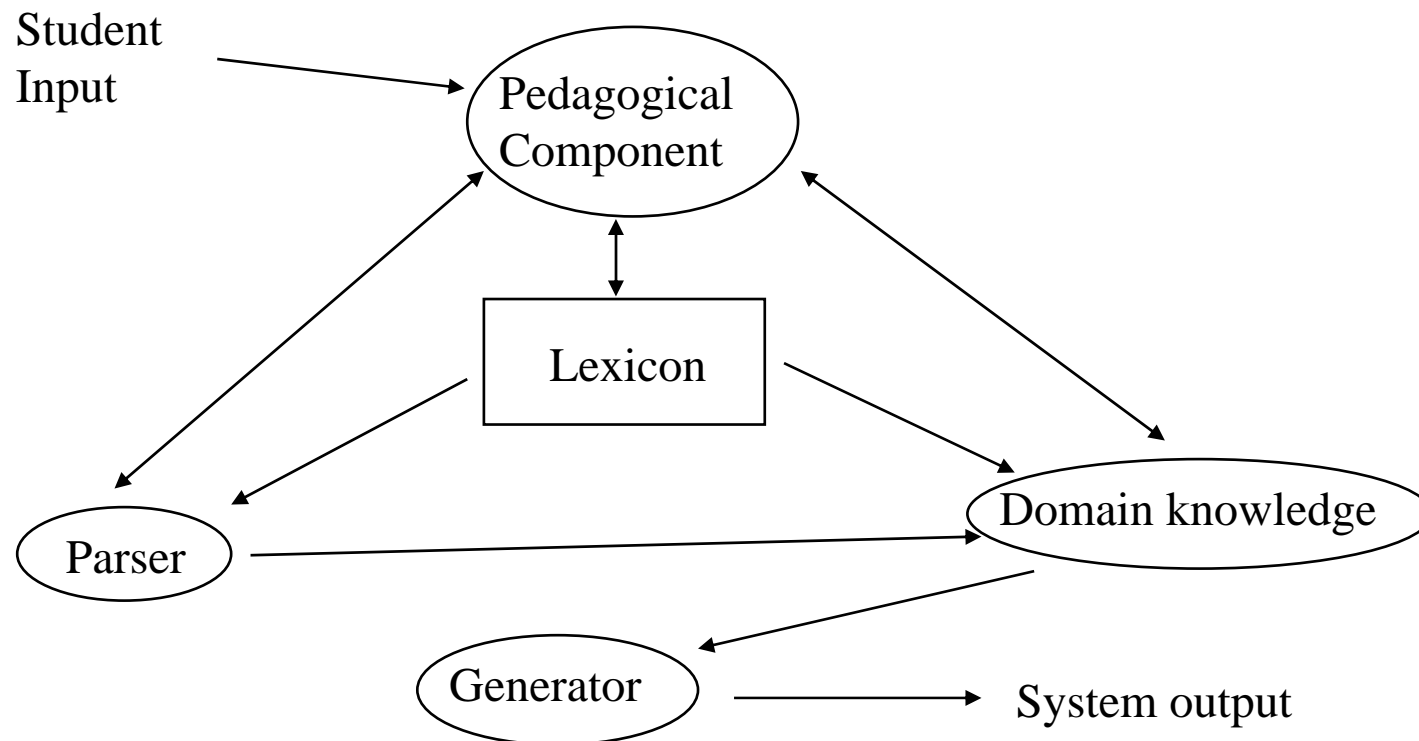 Student
Input
Pedagogical
Component
Lexicon
Domain knowledge
Parser
Generator
System output